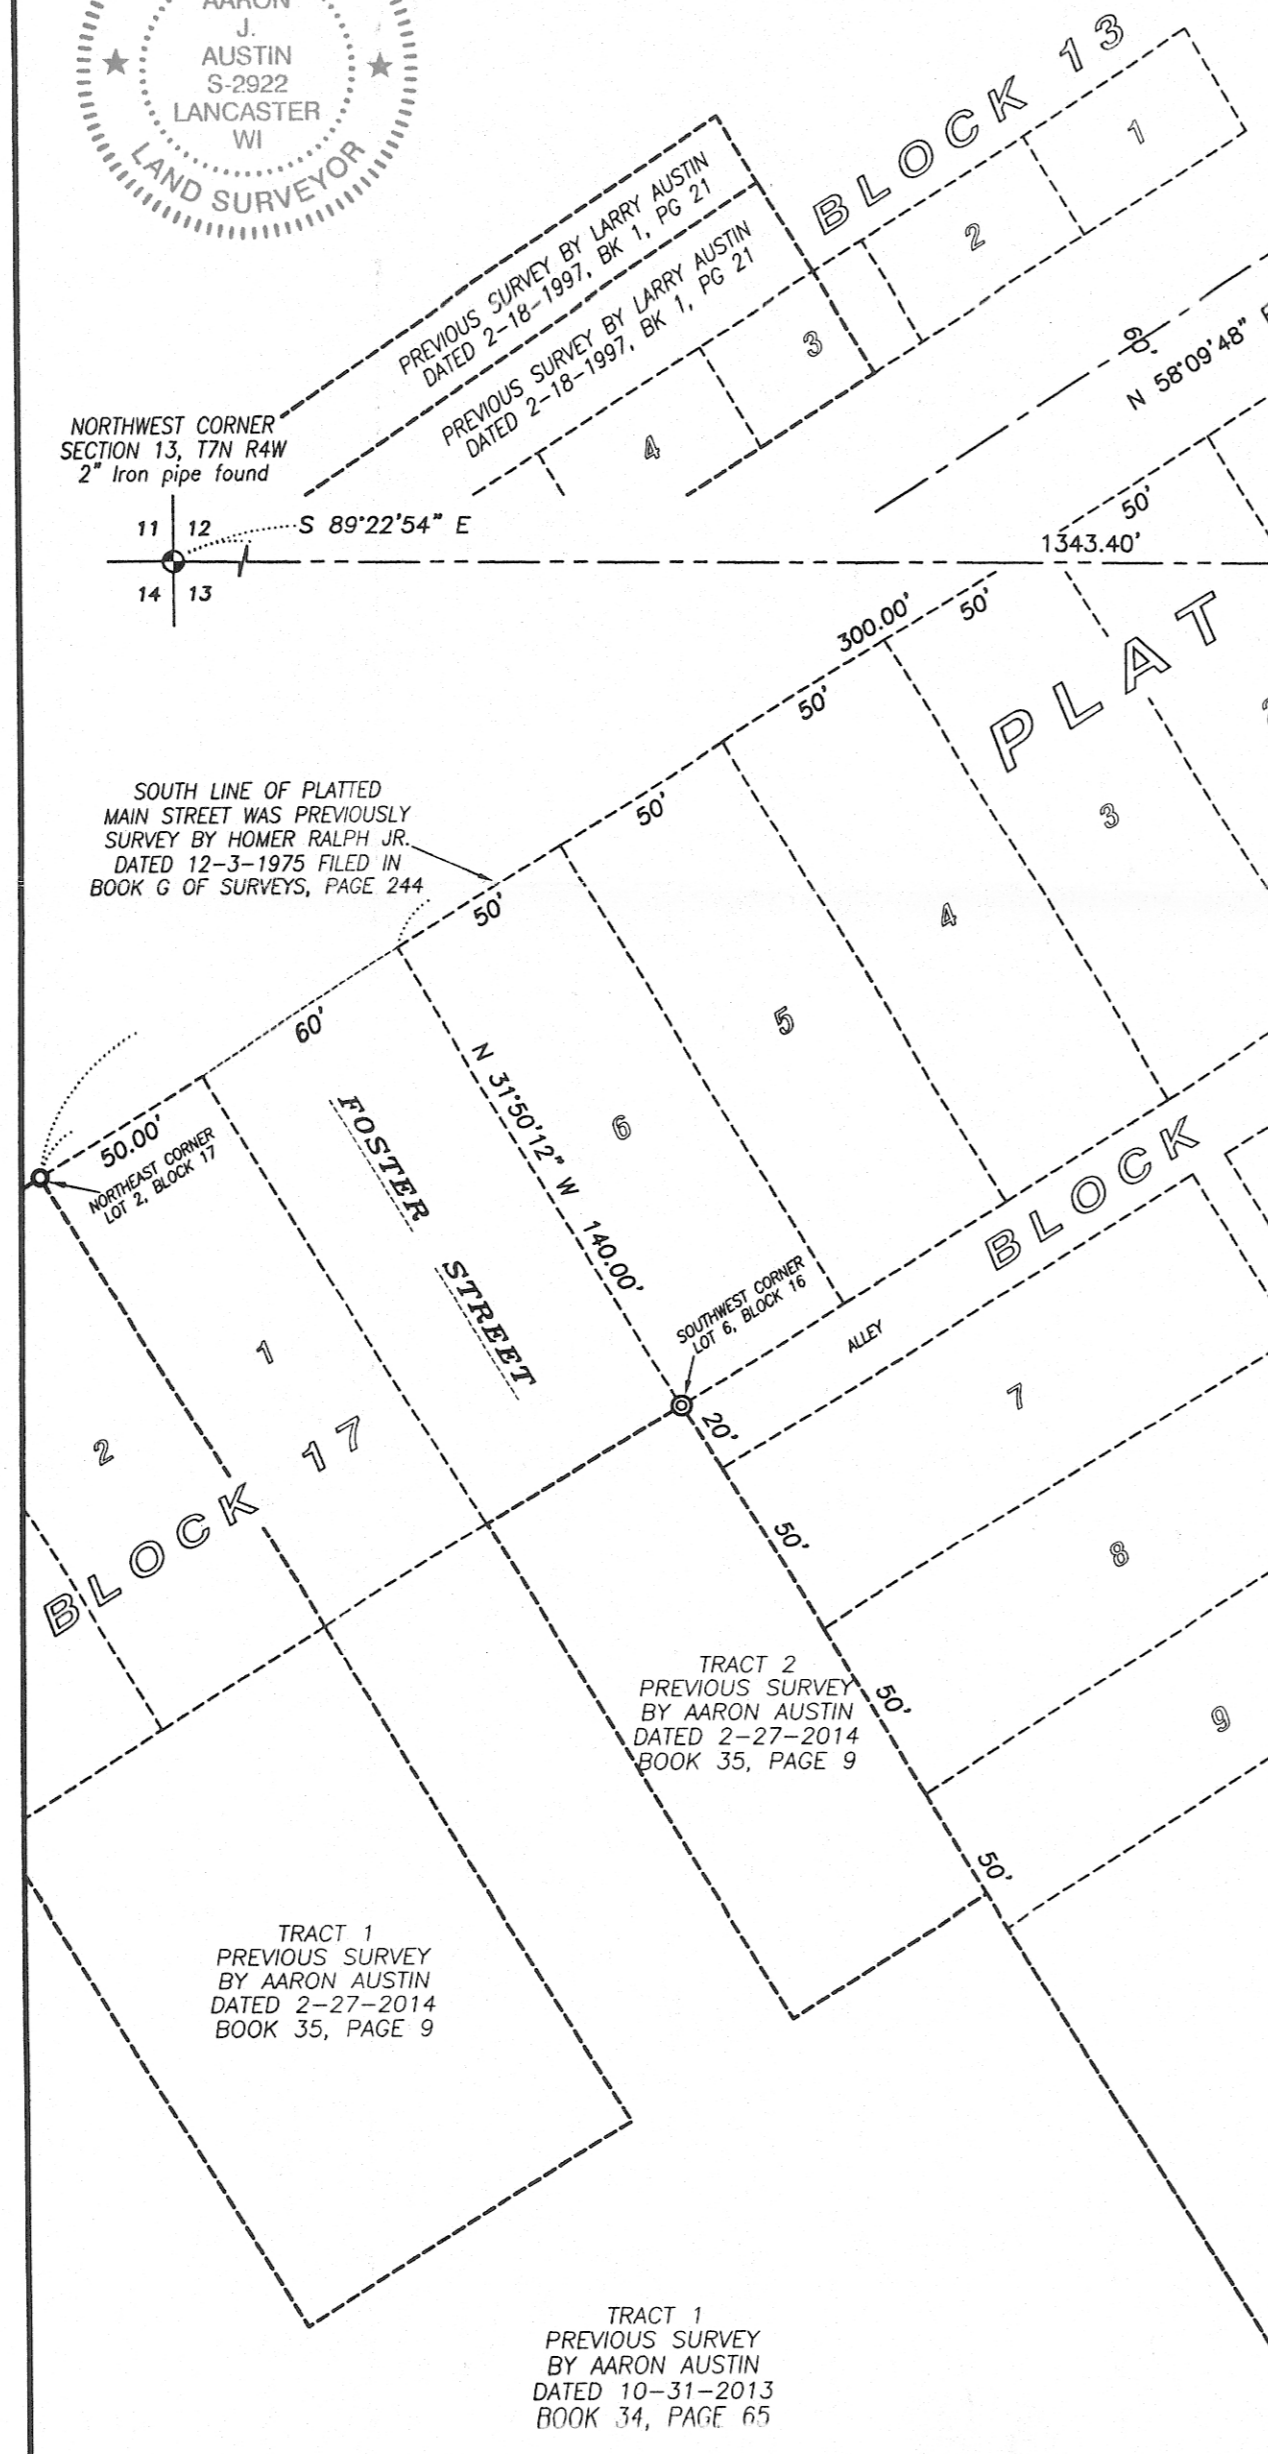 AARON
J.
AUSTIN
S-2922
LANCASTER
WI
LAND SURVEYOR
BLOCK 13
1
2
3
4
PREVIOUS SURVEY BY LARRY AUSTIN
DATED 2-18-1997, BK 1, PG 21
PREVIOUS SURVEY BY LARRY AUSTIN
DATED 2-18-1997, BK 1, PG 21
60'
N 58°09'48" E
NORTHWEST CORNER
SECTION 13, T7N R4W
2" Iron pipe found
11 12
14 13
S 89°22'54" E
1343.40'
50'
50'
300.00'
50'
50'
50'
PLAT
SOUTH LINE OF PLATTED
MAIN STREET WAS PREVIOUSLY
SURVEY BY HOMER RALPH JR.
DATED 12-3-1975 FILED IN
BOOK G OF SURVEYS, PAGE 244
3
4
5
6
60'
50.00'
NORTHEAST CORNER
LOT 2, BLOCK 17
FOSTER STREET
N 31°50'12" W 140.00'
SOUTHWEST CORNER
LOT 6, BLOCK 16
ALLEY
BLOCK
20'
7
50'
8
50'
9
50'
1
2
BLOCK 17
TRACT 2
PREVIOUS SURVEY
BY AARON AUSTIN
DATED 2-27-2014
BOOK 35, PAGE 9
TRACT 1
PREVIOUS SURVEY
BY AARON AUSTIN
DATED 2-27-2014
BOOK 35, PAGE 9
TRACT 1
PREVIOUS SURVEY
BY AARON AUSTIN
DATED 10-31-2013
BOOK 34, PAGE 65